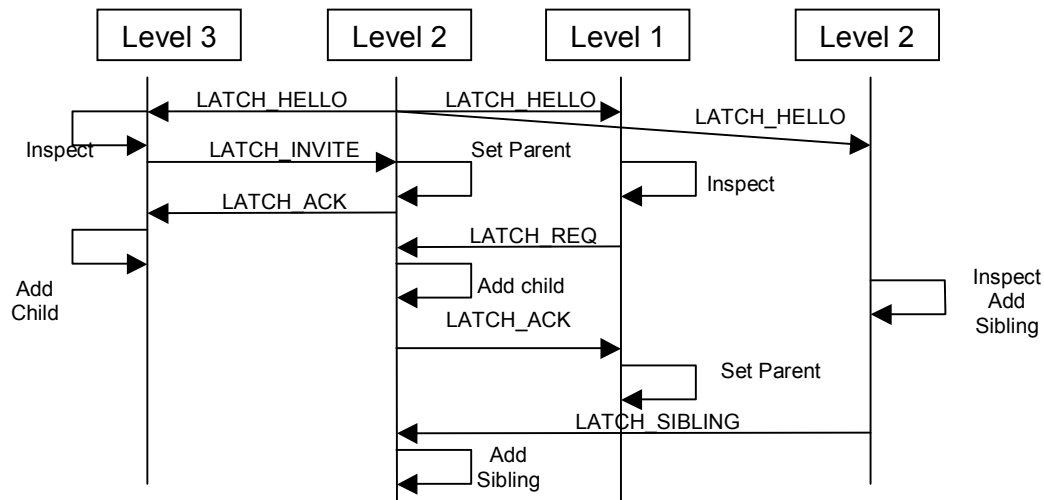 Level 3
Level 2
Level 1
Level 2
LATCH_HELLO
LATCH_HELLO
LATCH_HELLO
Inspect
LATCH_INVITE
Set Parent
Inspect
LATCH_ACK
LATCH_REQ
Add
Child
Add child
Inspect
Add
Sibling
LATCH_ACK
Set Parent
LATCH_SIBLING
Add
Sibling